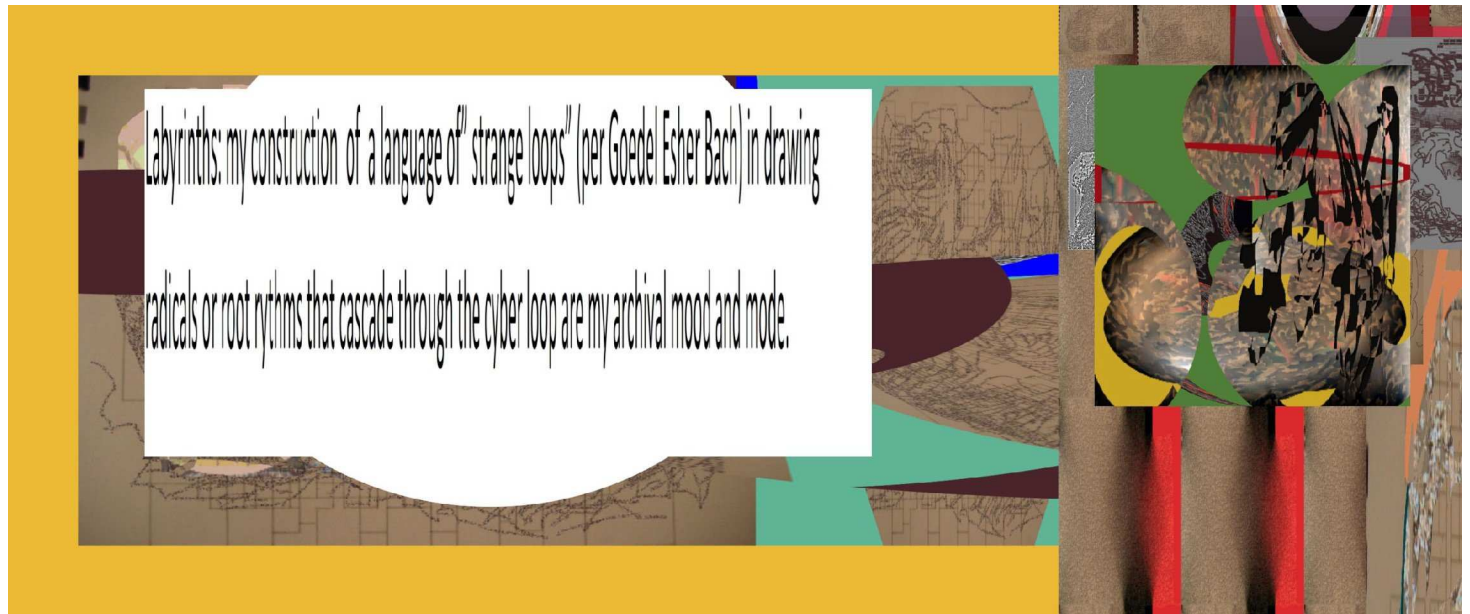 Labyrinths: my construction of a language of" strange loops" (per Goedel Esher Bach) in drawing
radicals or root rythms that cascade through the cyber loop are my archival mood and mode.